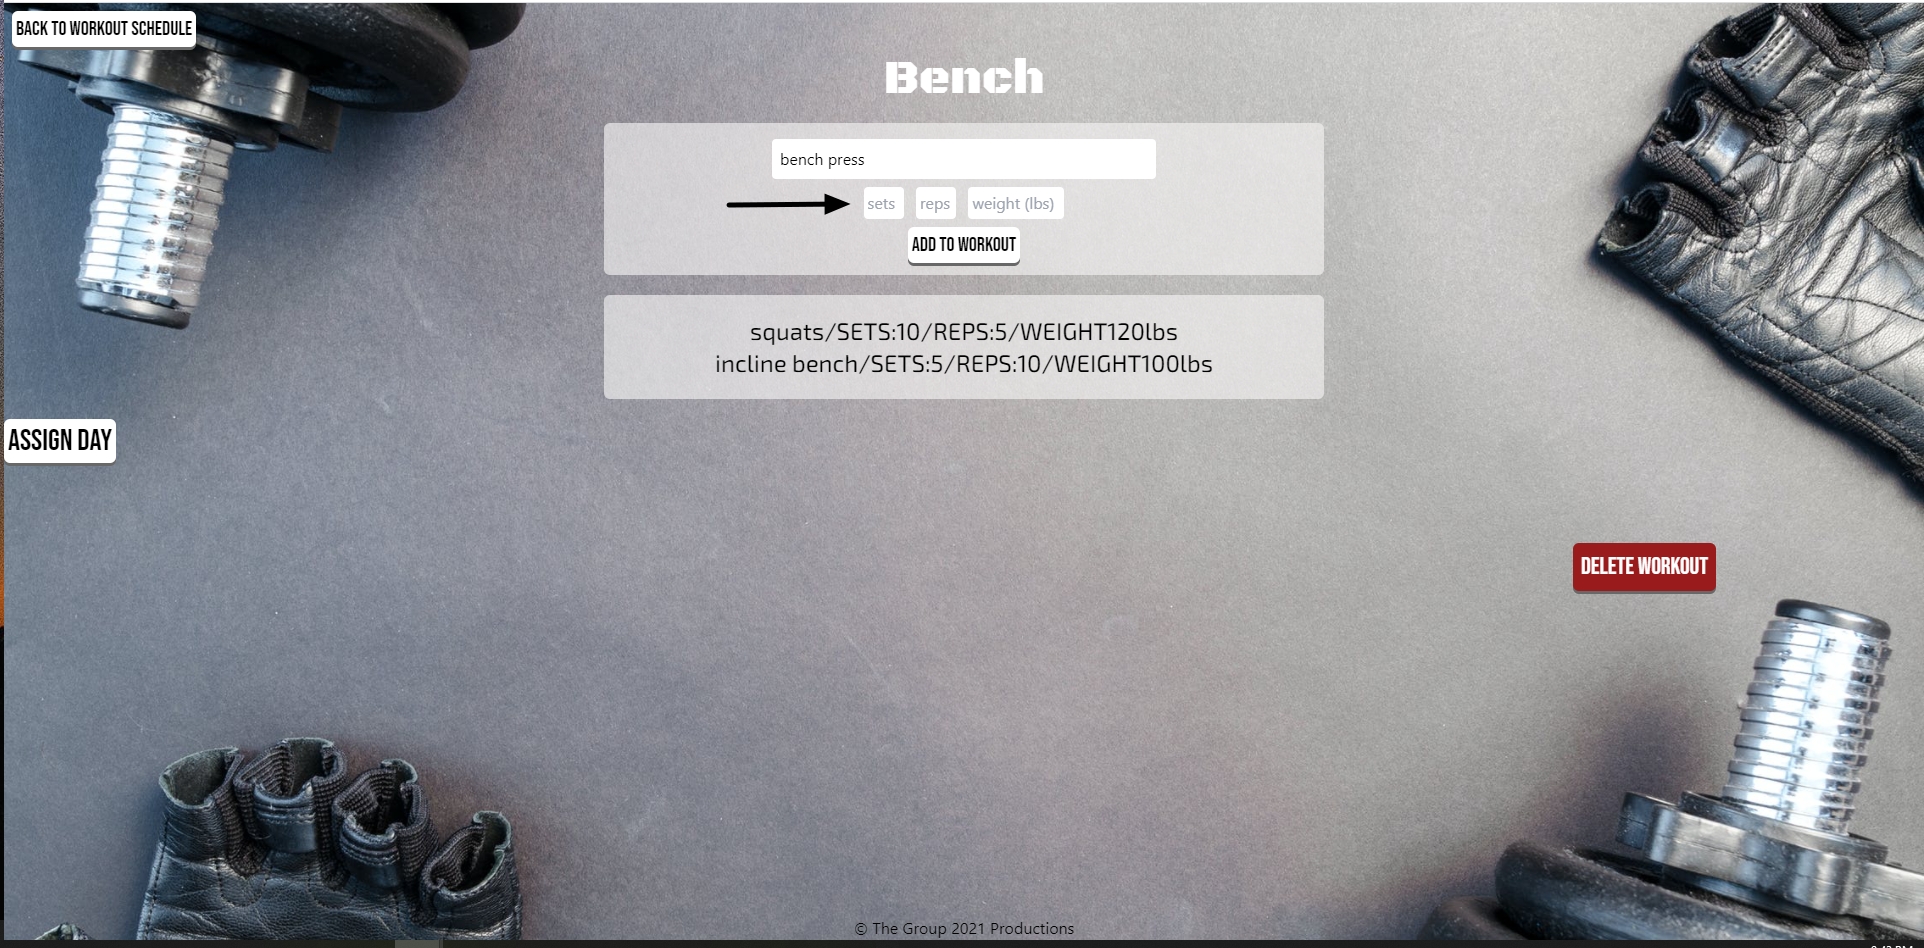 BACK TO WORKOUT SCHEDULE
Bench
bench press
sets reps weight (lbs)
ADD TO WORKOUT
squats/SETS:10/REPS:5/WEIGHT120lbs
incline bench/SETS:5/REPS:10/WEIGHT100lbs
ASSIGN DAY
DELETE WORKOUT
© The Group 2021 Productions